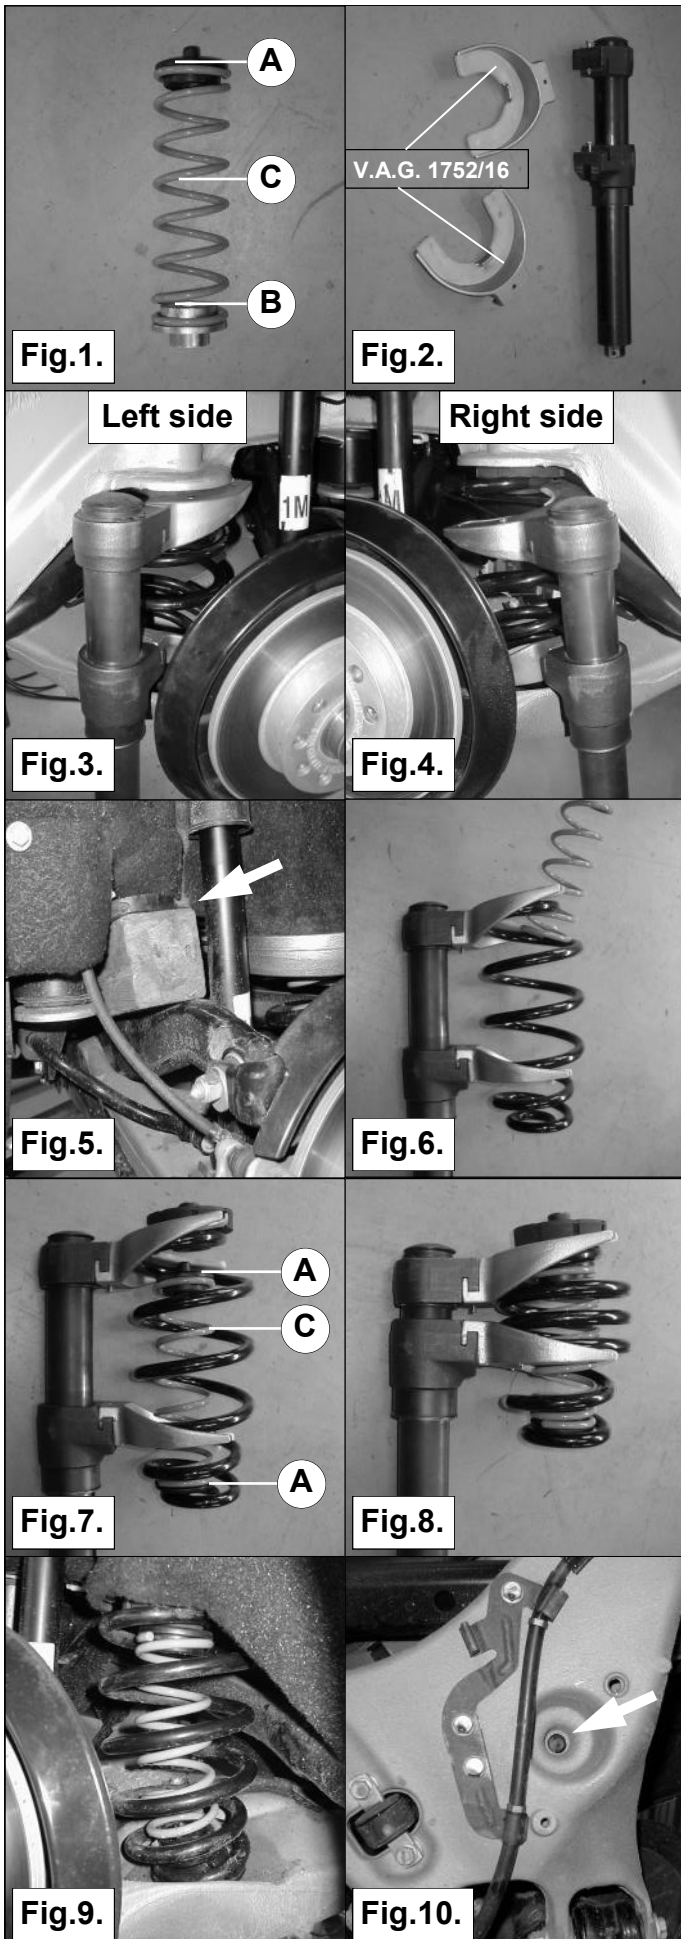 A
C
B
Fig.1.
V.A.G. 1752/16
Fig.2.
Left side
1M
Fig.3.
Right side
M
Fig.4.
Fig.5.
Fig.6.
A
C
A
Fig.7.
Fig.8.
Fig.9.
Fig.10.